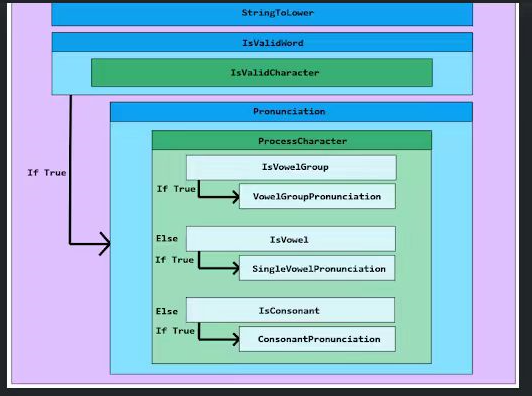 StringToLower
IsValidWord
IsValidCharacter
Pronunciation
ProcessCharacter
IsVowelGroup
If True
If True
VowelGroupPronunciation
Else
IsVowel
If True
SingleVowelPronunciation
Else
IsConsonant
If True
ConsonantPronunciation